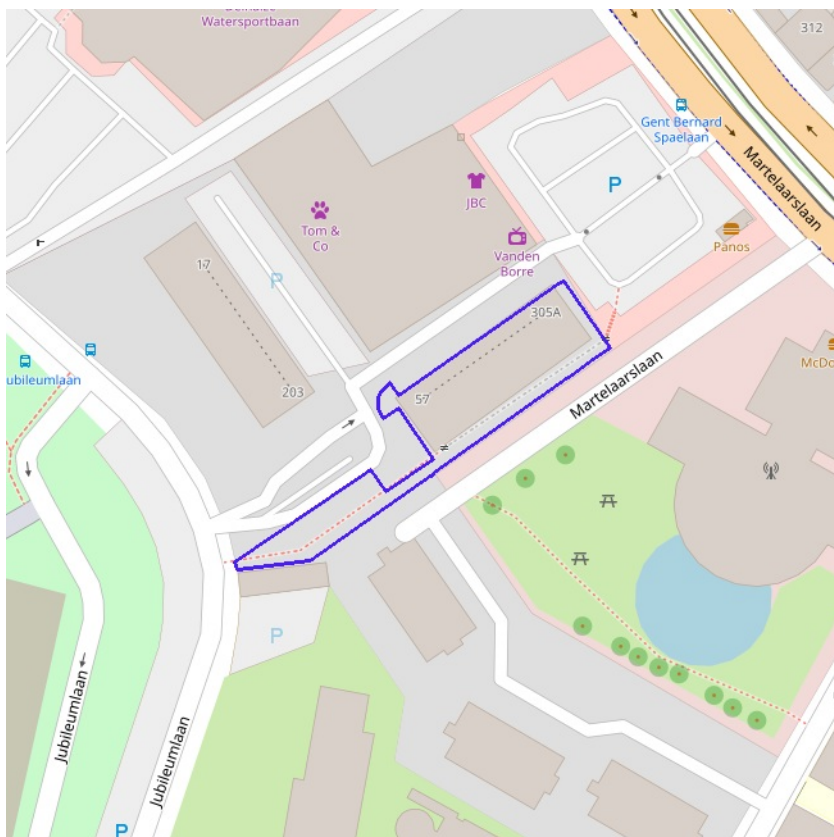 Watersportbaan
312
Gent Bernard
Spaelaan
P
JBC
Tom &
Co
Martelaarslaan
Panos
Vanden
Borre
17
P
305A
McDo
Jubileumlaan
203
57
Martelaarslaan
P
Jubileumlaan
Jubileumlaan
P